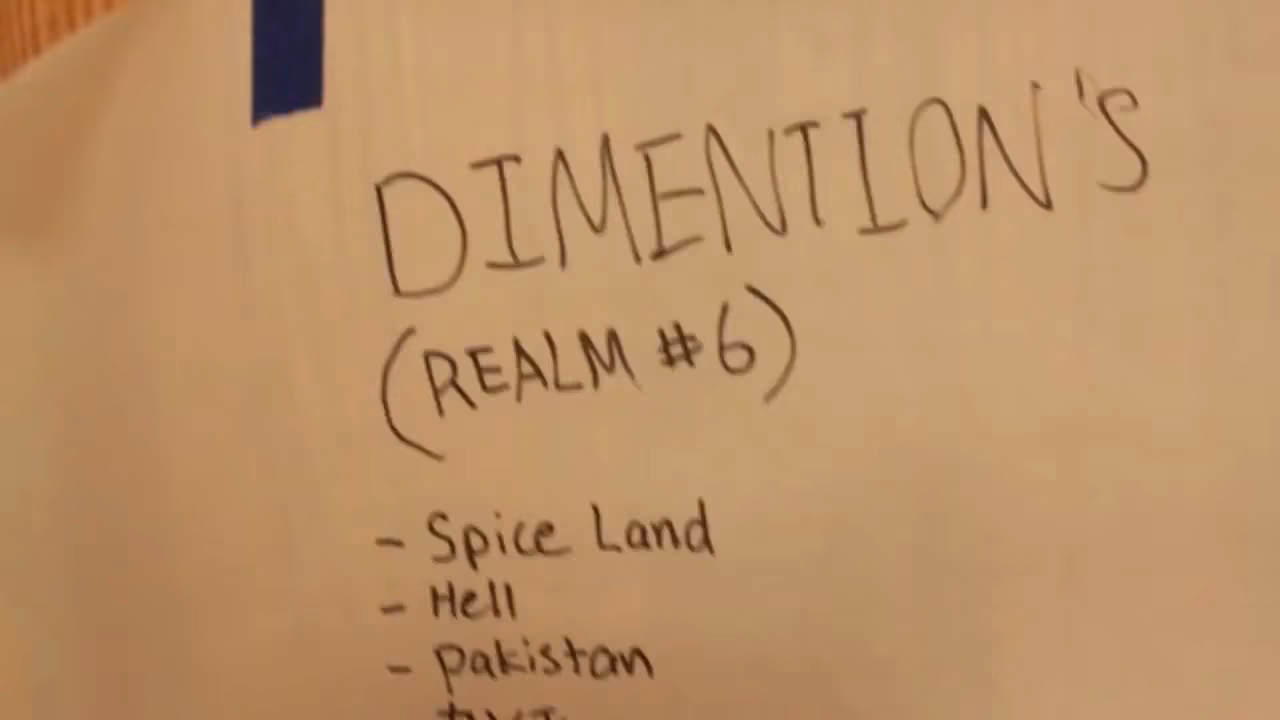 DIMENTION'S
(REALM #6)
- Spice Land
- Hell
- Pakistan